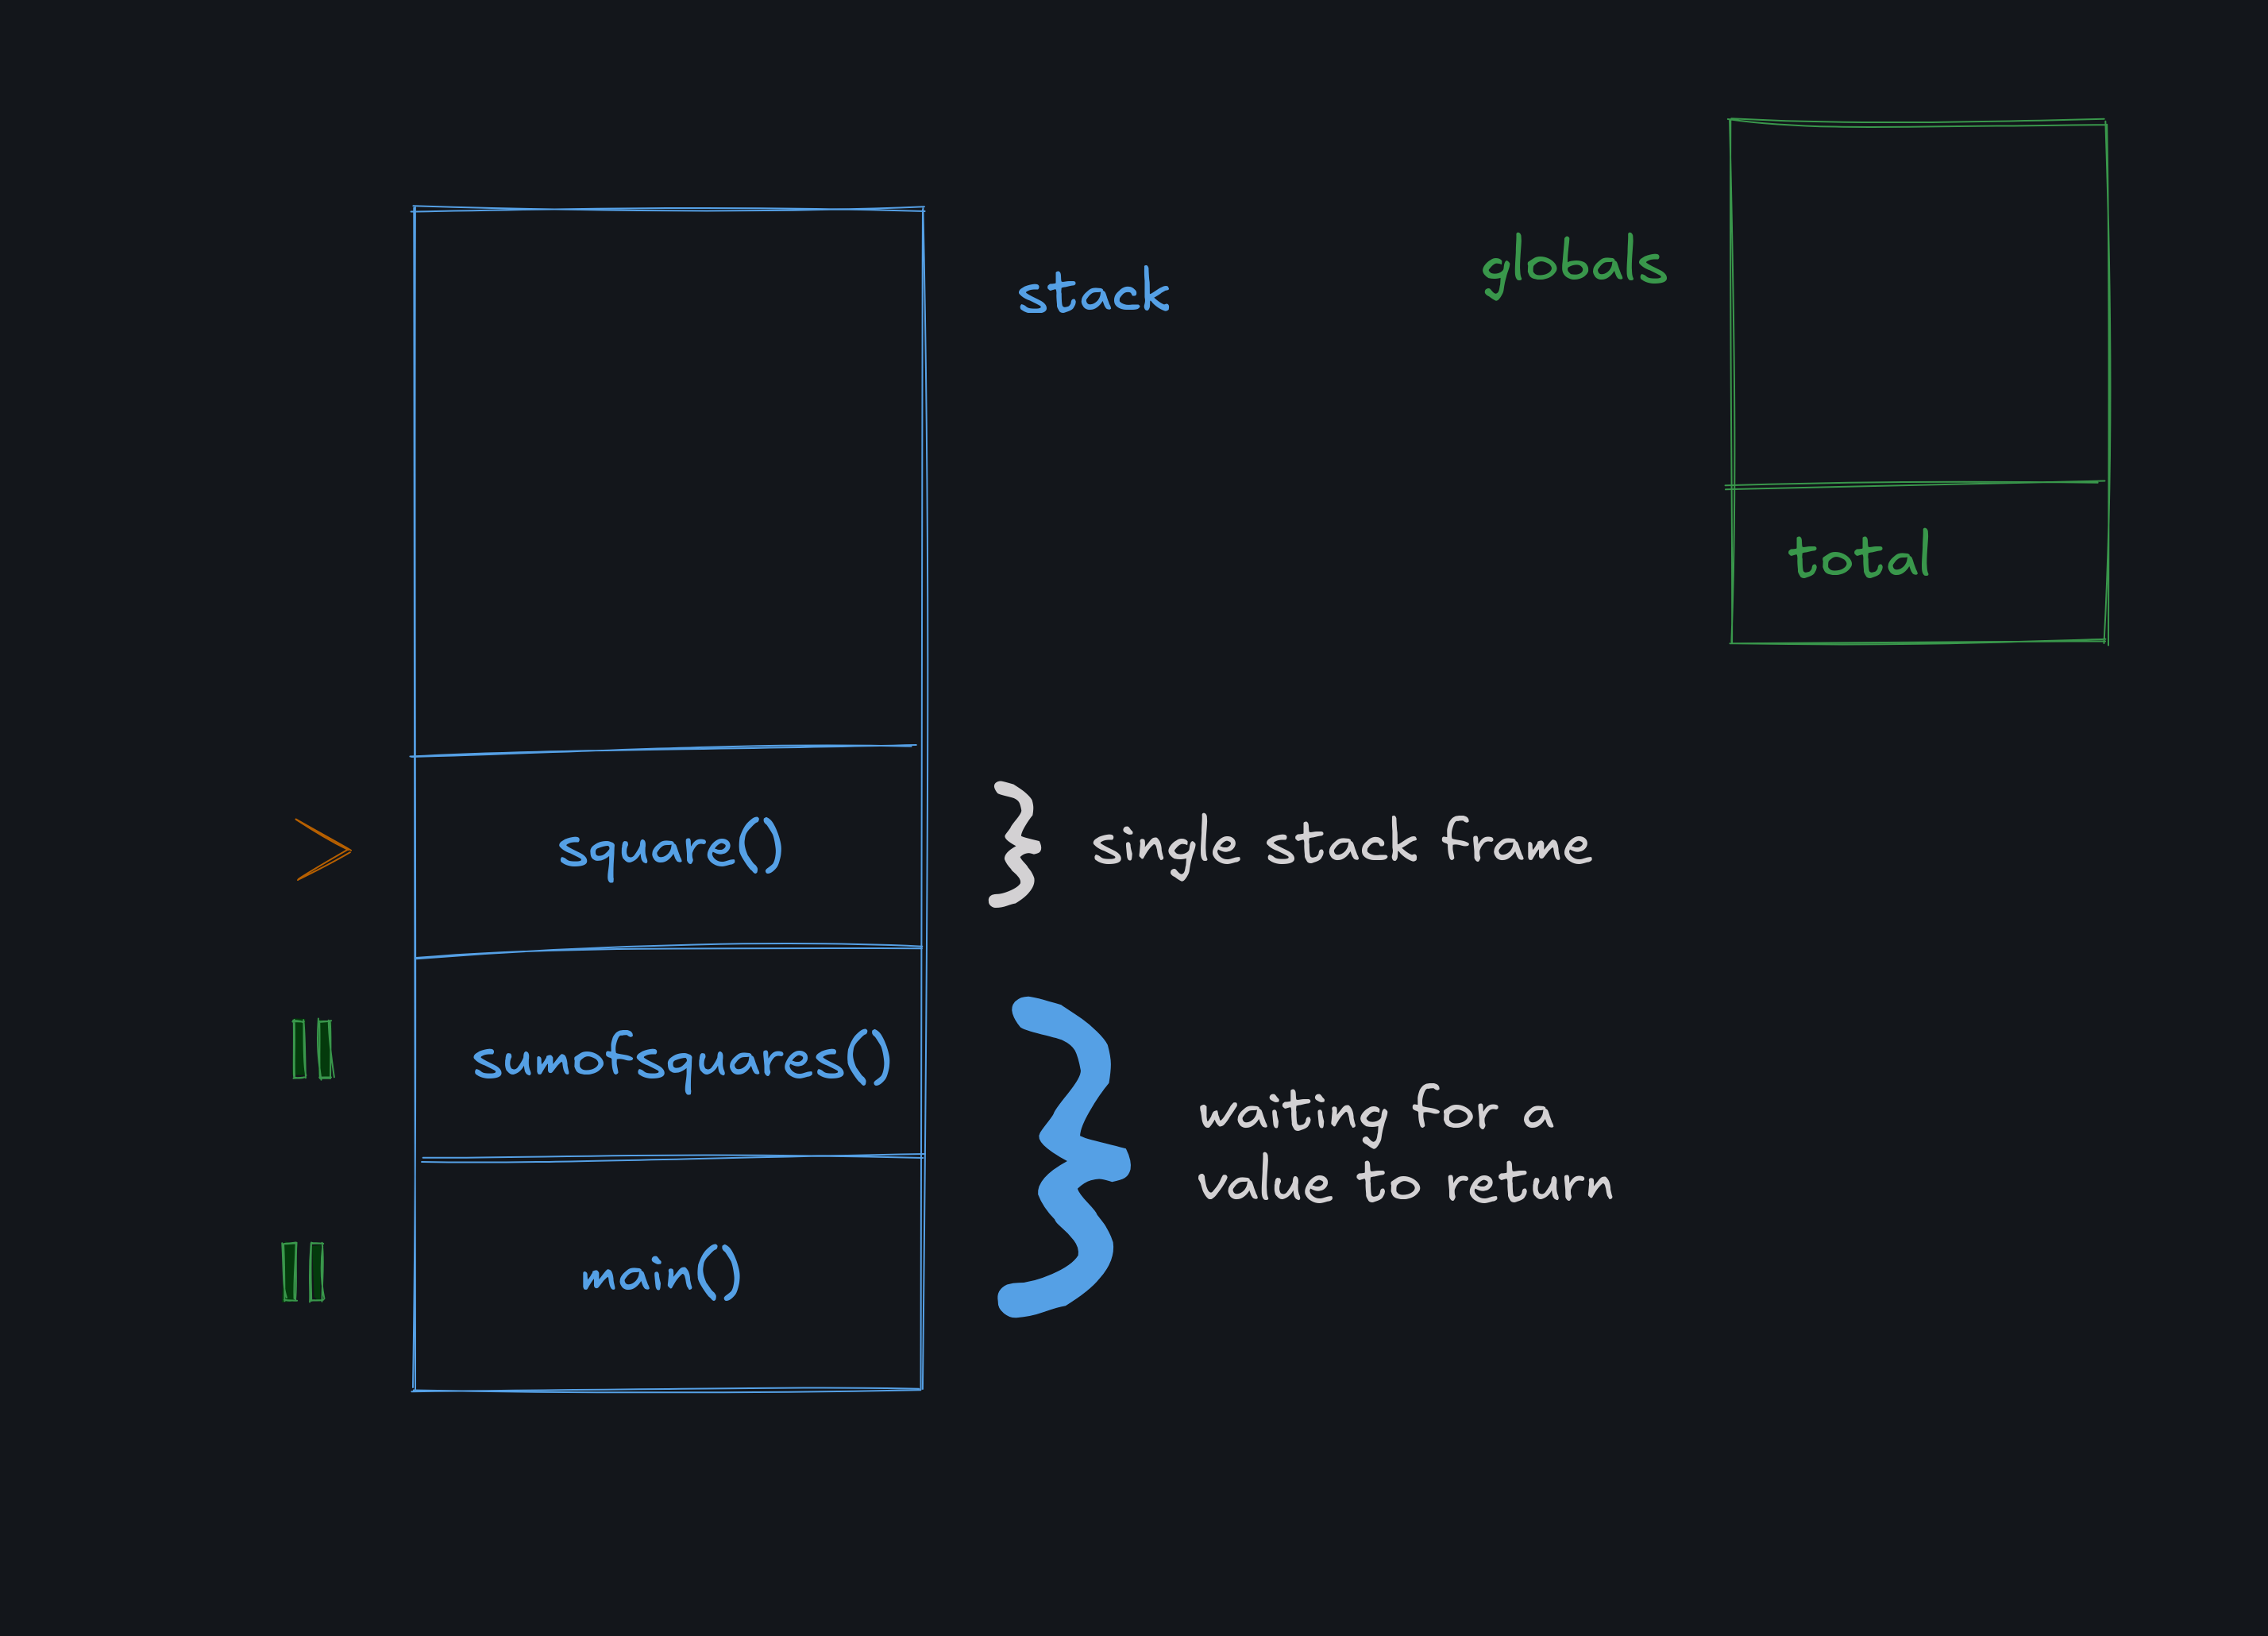 stack
globals
total
square()
single stack frame
sumofsquares()
waiting for a
value to return
main()